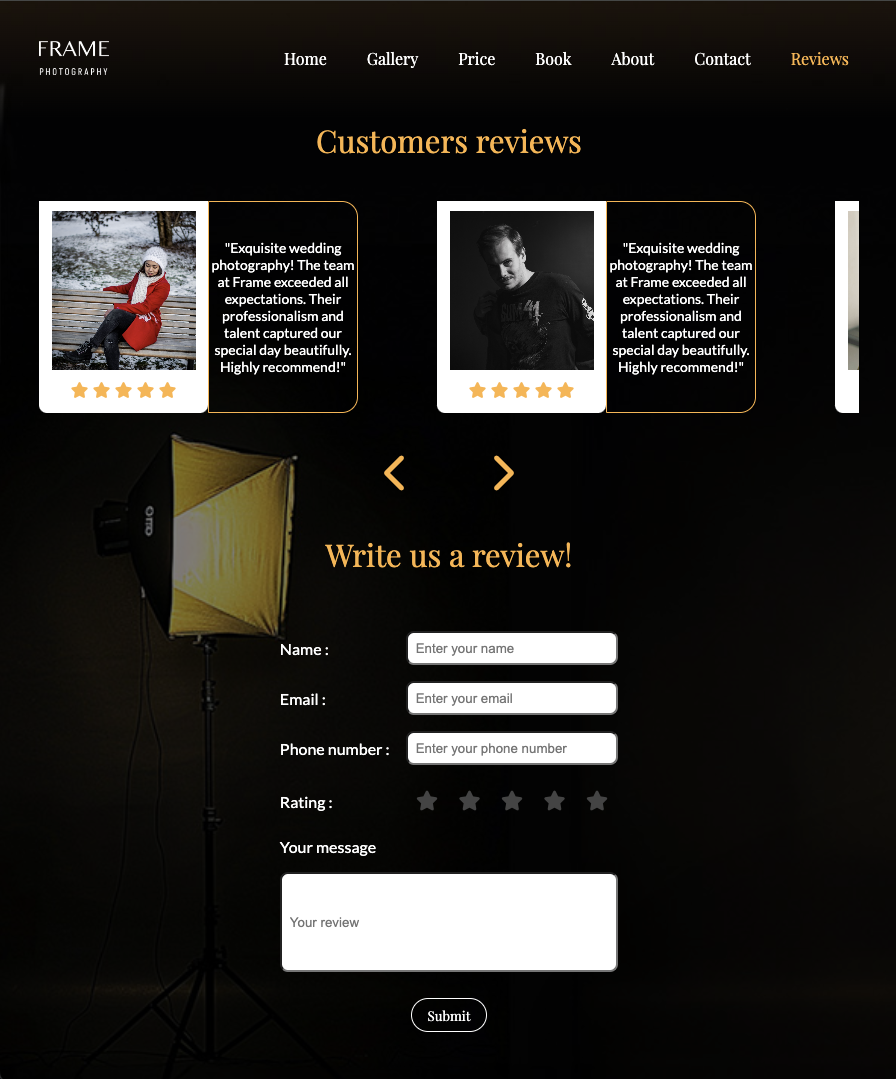 FRAME
PHOTOGRAPHY
Home Gallery Price Book About Contact Reviews
Customers reviews
"Exquisite wedding
photography! The team
at Frame exceeded all
expectations. Their
professionalism and
talent captured our
special day beautifully.
Highly recommend!"
"Exquisite wedding
photography! The team
at Frame exceeded all
expectations. Their
professionalism and
talent captured our
special day beautifully.
Highly recommend!"
Write us a review!
Name :
Enter your name
Email :
Enter your email
Phone number :
Enter your phone number
Rating :
Your message
Your review
Submit